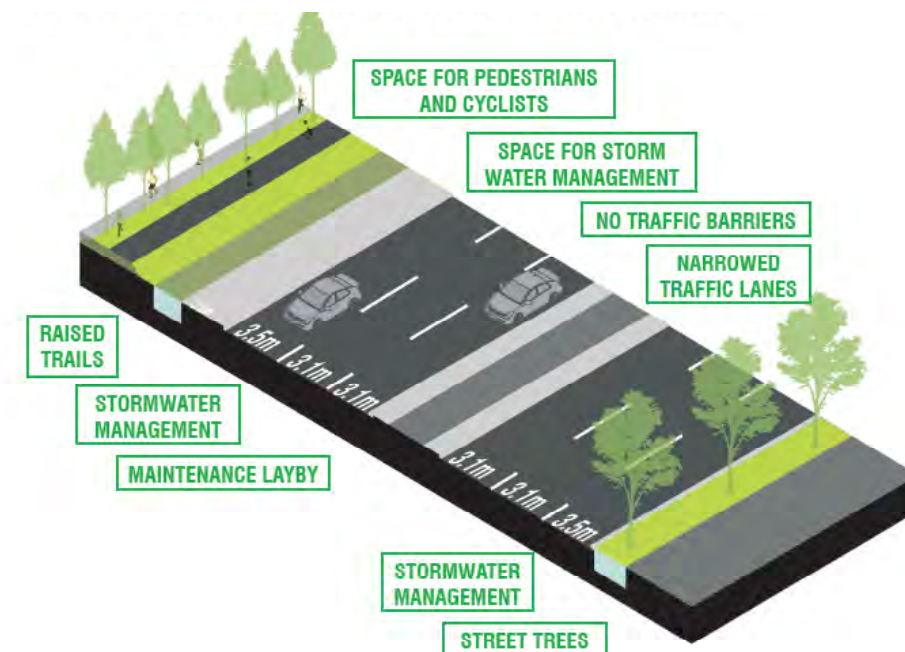 SPACE FOR PEDESTRIANS
AND CYCLISTS
SPACE FOR STORM
WATER MANAGEMENT
NO TRAFFIC BARRIERS
NARROWED
TRAFFIC LANES
RAISED
TRAILS
STORMWATER
MANAGEMENT
MAINTENANCE LAYBY
3.5m | 3.1m | 3.1m
3.1m | 3.1m | 3.5m
STORMWATER
MANAGEMENT
STREET TREES